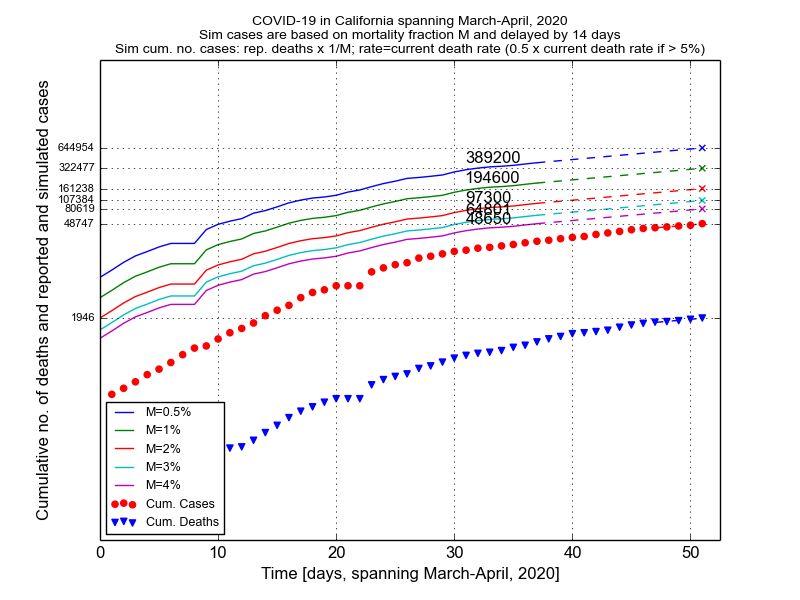 COVID-19 in California spanning March-April, 2020
Sim cases are based on mortality fraction M and delayed by 14 days
Sim cum. no. cases: rep. deaths x 1/M; rate=current death rate (0.5 x current death rate if > 5%)
Cumulative no. of deaths and reported and simulated cases
644954
322477
161238
107384
80619
48747
1946
389200
194600
97300
64801
48650
M=0.5%
M=1%
M=2%
M=3%
M=4%
Cum. Cases
Cum. Deaths
0 10 20 30 40 50
Time [days, spanning March-April, 2020]